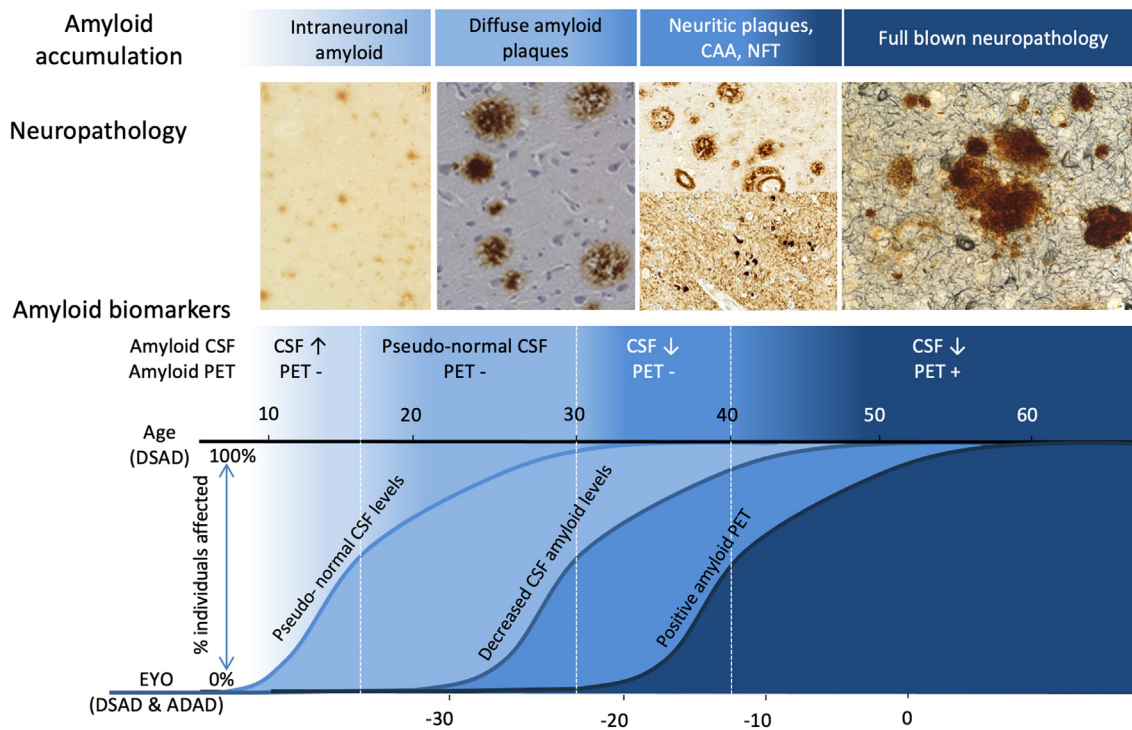 Amyloid
accumulation
Intraneuronal
amyloid
Diffuse amyloid
plaques
Neuritic plaques,
CAA, NFT
Full blown neuropathology
Neuropathology
Amyloid biomarkers
Amyloid CSF
Amyloid PET
CSF ↑
PET -
Pseudo-normal CSF
PET -
CSF ↓
PET -
CSF ↓
PET +
10 20 30 40 50 60
Age
(DSAD)
100%
% individuals affected
Pseudo- normal CSF levels
Decreased CSF amyloid levels
Positive amyloid PET
EYO
0%
(DSAD & ADAD)
-30 -20 -10 0